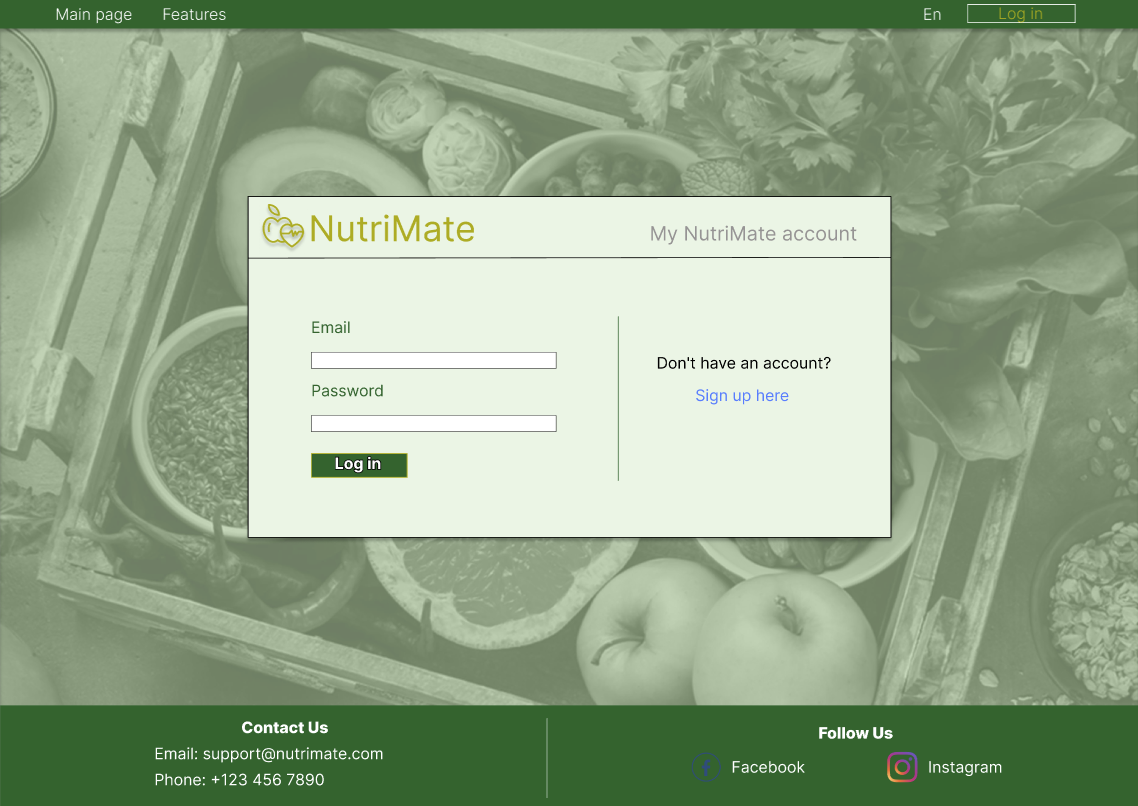 Main page
Features
En
Log in
NutriMate
My NutriMate account
Email
Password
Log in
Don't have an account?
Sign up here
Contact Us
Email: support@nutrimate.com
Phone: +123 456 7890
Follow Us
Facebook
Instagram